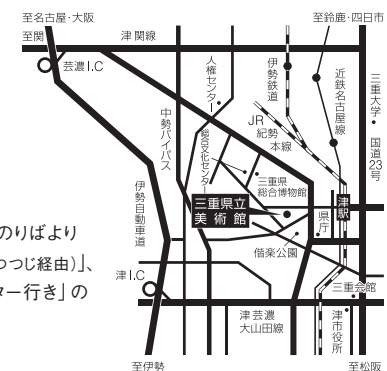 至名古屋・大阪
至関
津関線
至鈴鹿・四日市
芸濃I.C
人権センター
伊勢鉄道
近鉄名古屋線
三重大学
国道23号
中勢バイパス
総合文化センター
JR
紀勢
本線
三重県
総合博物館
伊勢自動車道
三重県立
美術館
県庁
津駅
偕楽公園
のりばより
つつじ経由)」、
ター行き」の
津I.C
三重会館
津芸濃
大山田線
津市役所
至伊勢
至松阪